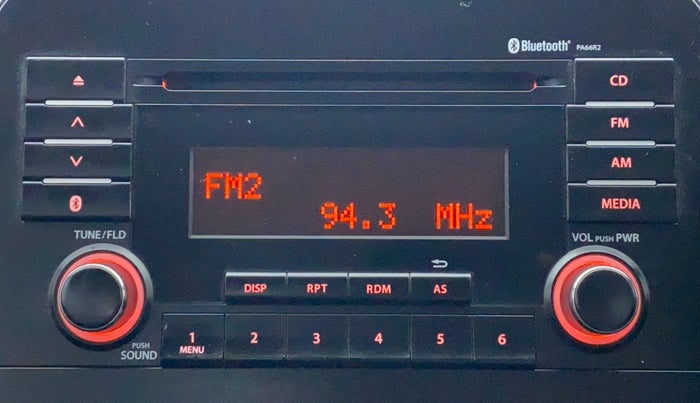 Bluetooth® PA66R2
CD
FM
AM
MEDIA
FM2
94.3 MHz
TUNE/FLD
VOL PUSH PWR
DISP RPT RDM AS
PUSH
SOUND
1 2 3 4 5 6
MENU